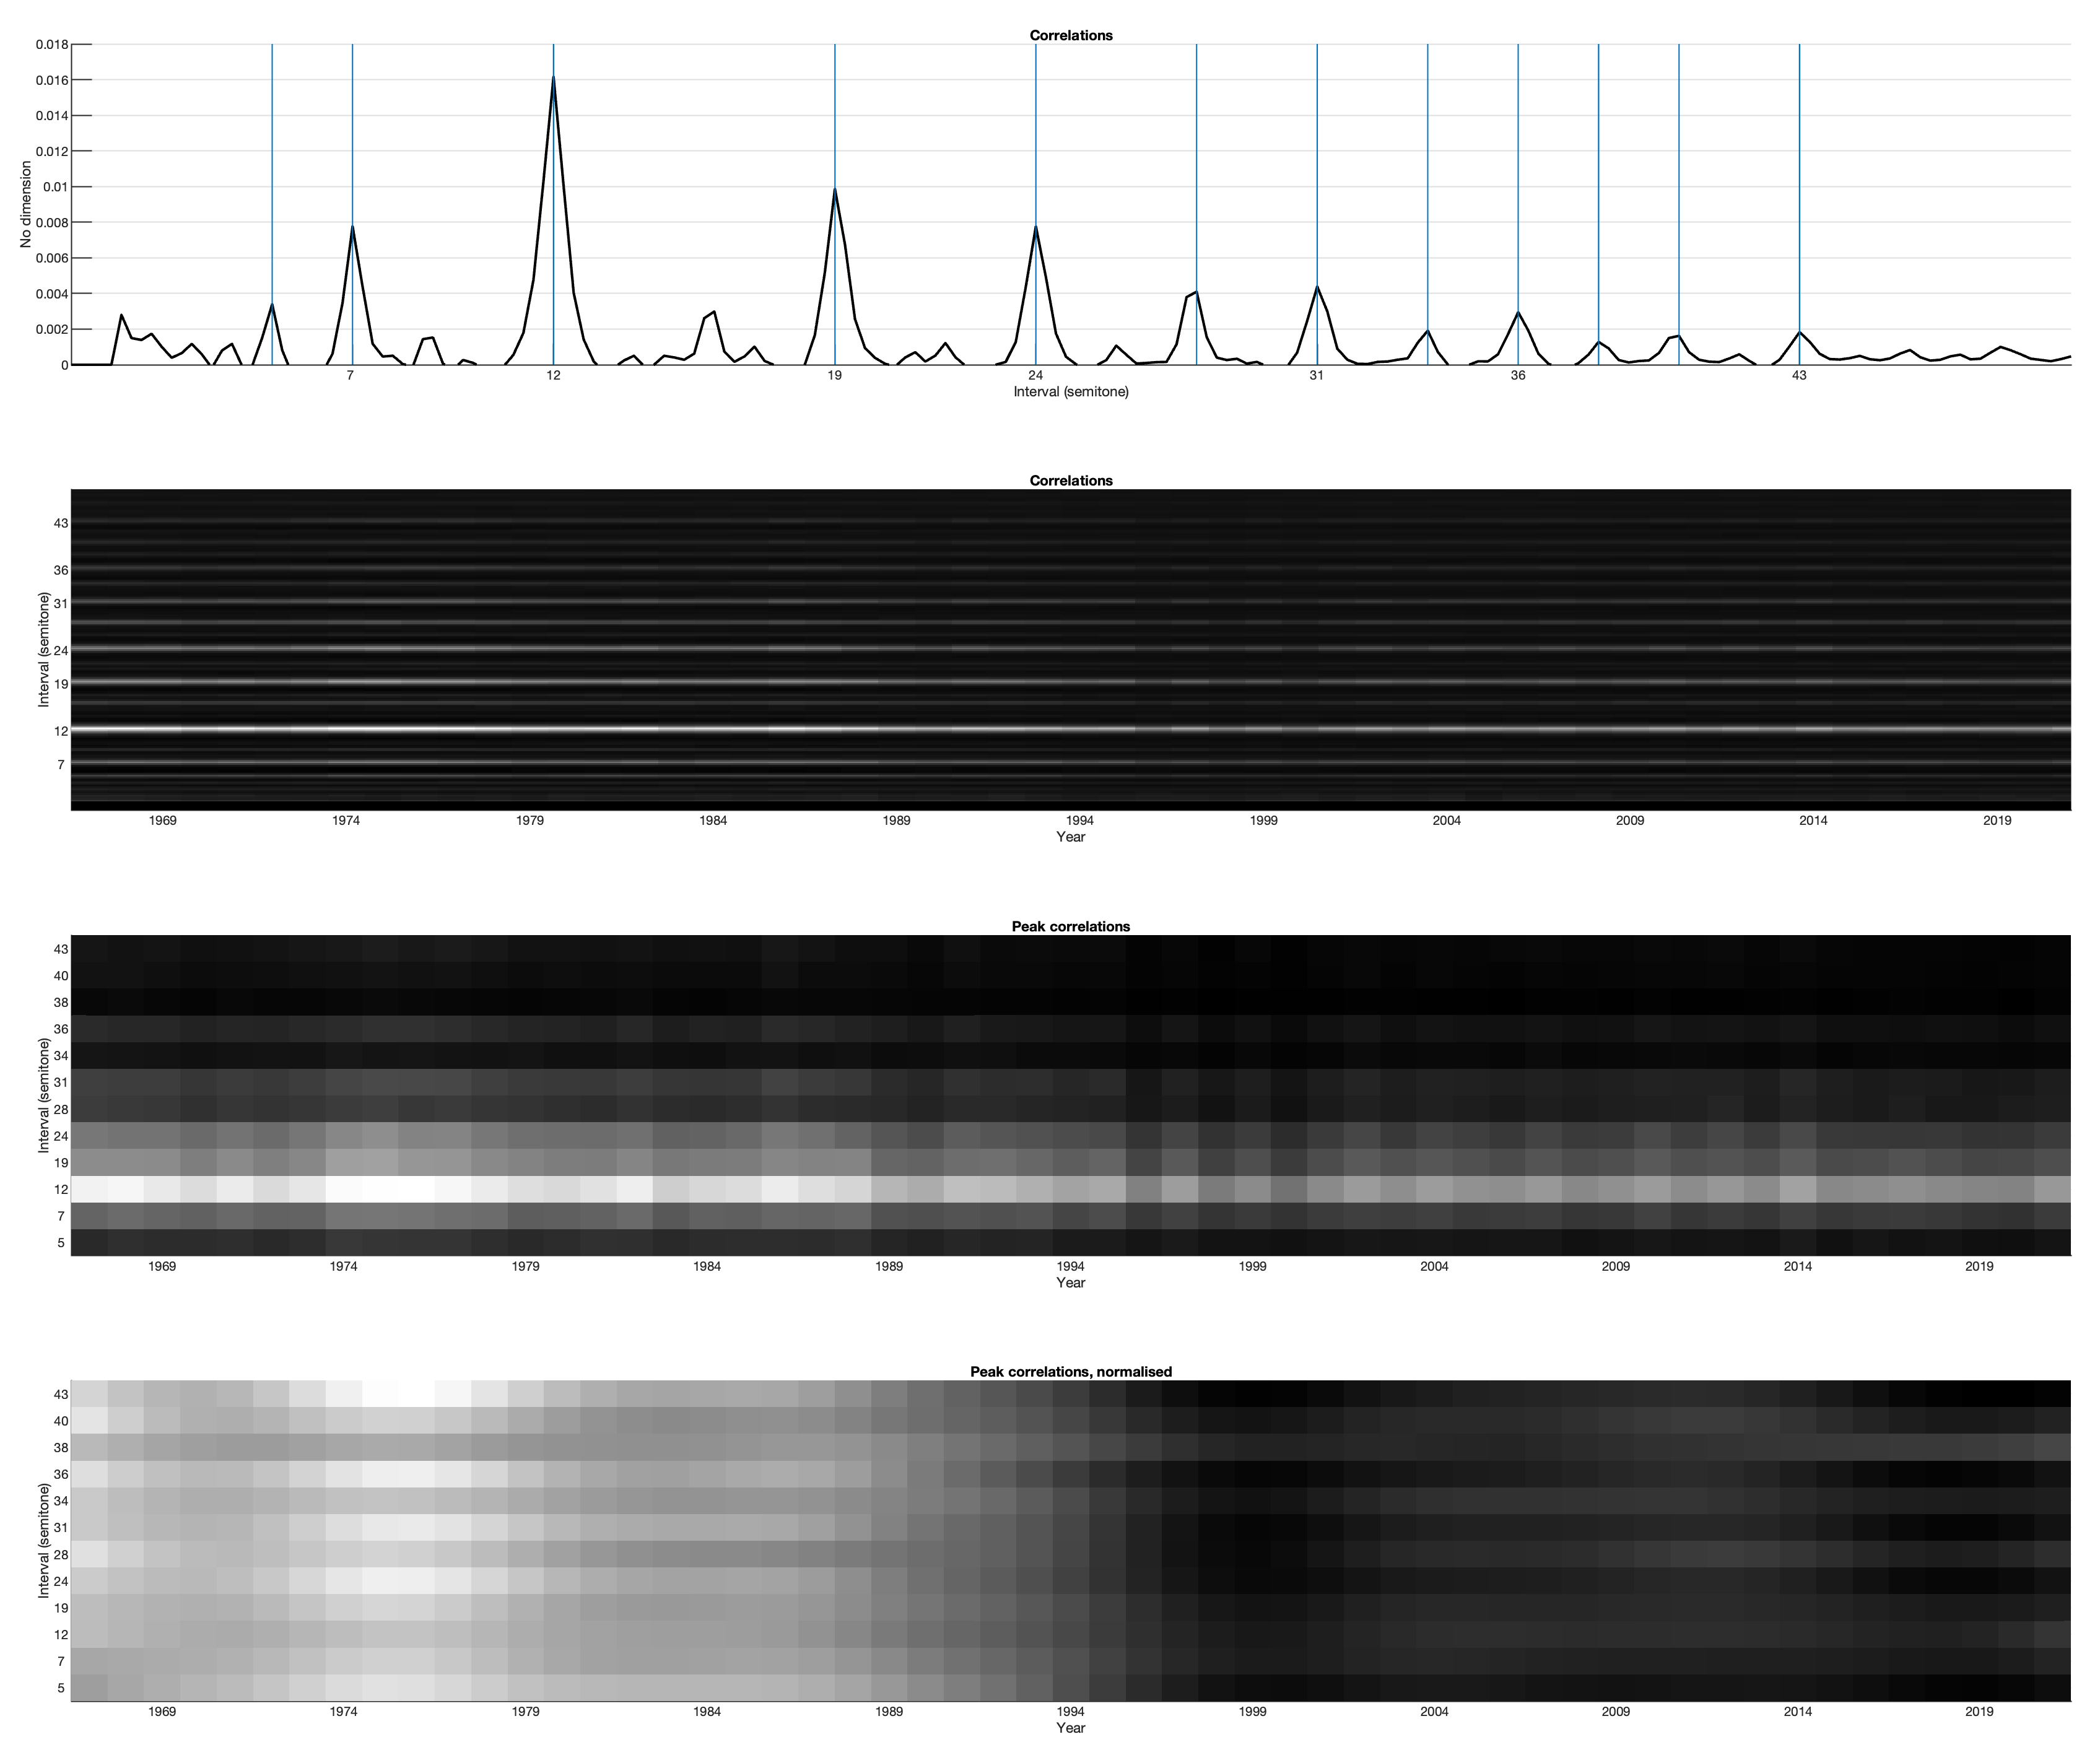 Correlations
0.018
0.016
0.014
0.012
0.01
0.008
0.006
0.004
0.002
0
No dimension
7 12 19 24 31 36 43
Interval (semitone)
Correlations
43
36
31
24
19
12
7
Interval (semitone)
1969 1974 1979 1984 1989 1994 1999 2004 2009 2014 2019
Year
Peak correlations
43
40
38
36
34
31
28
24
19
12
7
5
Interval (semitone)
1969 1974 1979 1984 1989 1994 1999 2004 2009 2014 2019
Year
Peak correlations, normalised
43
40
38
36
34
31
28
24
19
12
7
5
Interval (semitone)
1969 1974 1979 1984 1989 1994 1999 2004 2009 2014 2019
Year